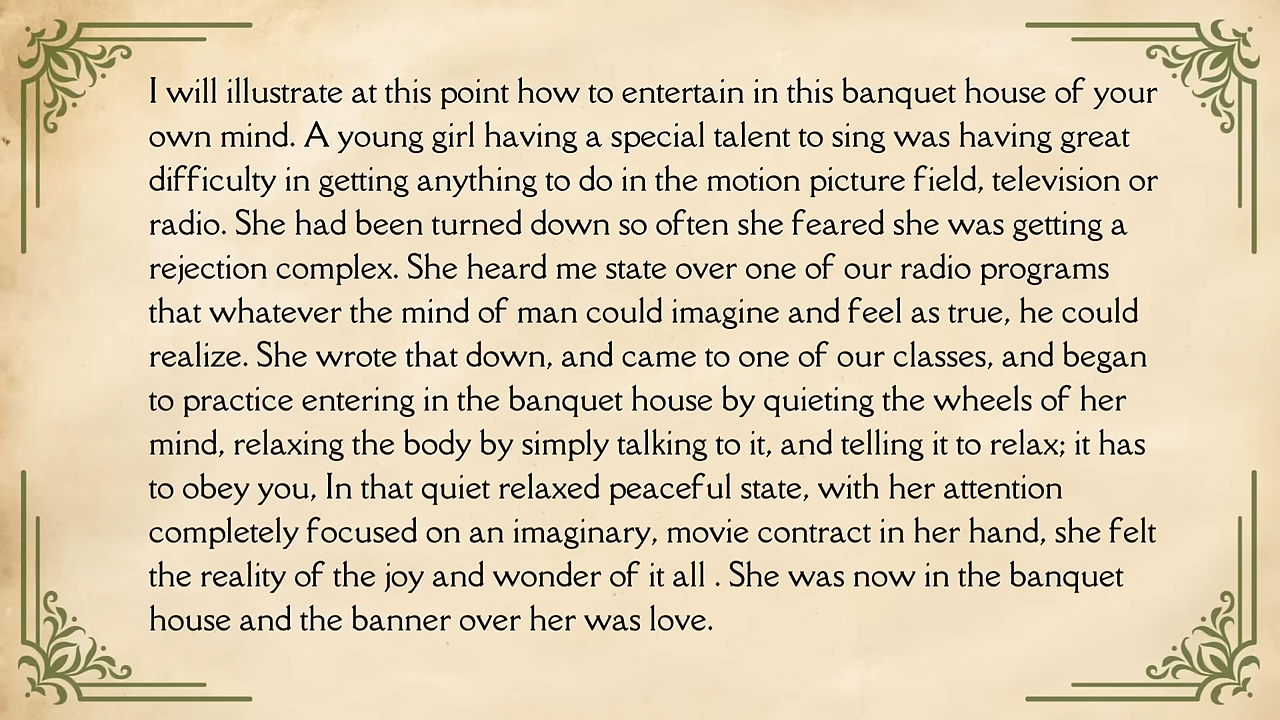 I will illustrate at this point how to entertain in this banquet house of your
own mind. A young girl having a special talent to sing was having great
difficulty in getting anything to do in the motion picture field, television or
radio. She had been turned down so often she feared she was getting a
rejection complex. She heard me state over one of our radio programs
that whatever the mind of man could imagine and feel as true, he could
realize. She wrote that down, and came to one of our classes, and began
to practice entering in the banquet house by quieting the wheels of her
mind, relaxing the body by simply talking to it, and telling it to relax; it has
to obey you, In that quiet relaxed peaceful state, with her attention
completely focused on an imaginary, movie contract in her hand, she felt
the reality of the joy and wonder of it all . She was now in the banquet
house and the banner over her was love.